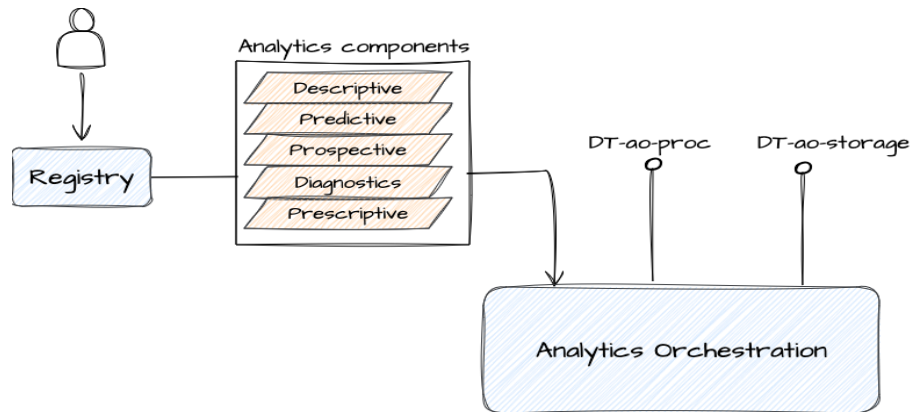 Analytics components
Descriptive
Predictive
Prospective
Diagnostics
Prescriptive
Registry
DT-ao-proc
DT-ao-storage
Analytics Orchestration